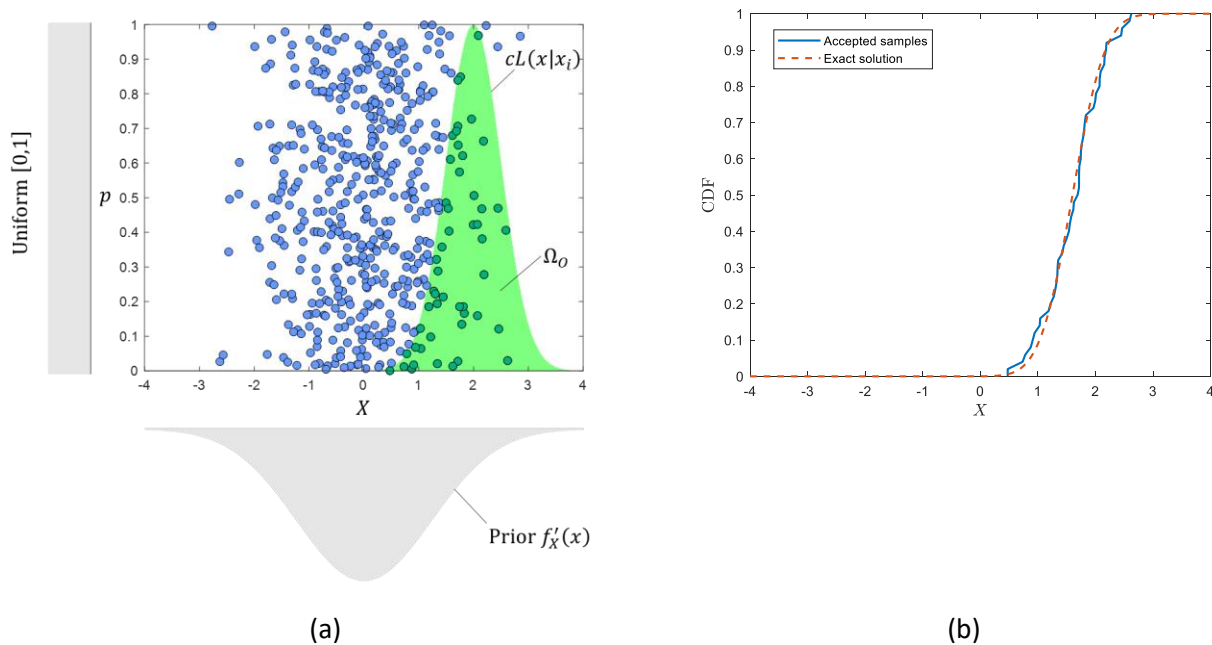 Uniform [0,1]
p
1
0.9
0.8
0.7
0.6
0.5
0.4
0.3
0.2
0.1
0
-4 -3 -2 -1 0 1 2 3 4
X
cL(x|x_i)
Ω_O
Prior f'_X(x)
(a)
CDF
1
0.9
0.8
0.7
0.6
0.5
0.4
0.3
0.2
0.1
0
Accepted samples
Exact solution
-4 -3 -2 -1 0 1 2 3 4
X
(b)